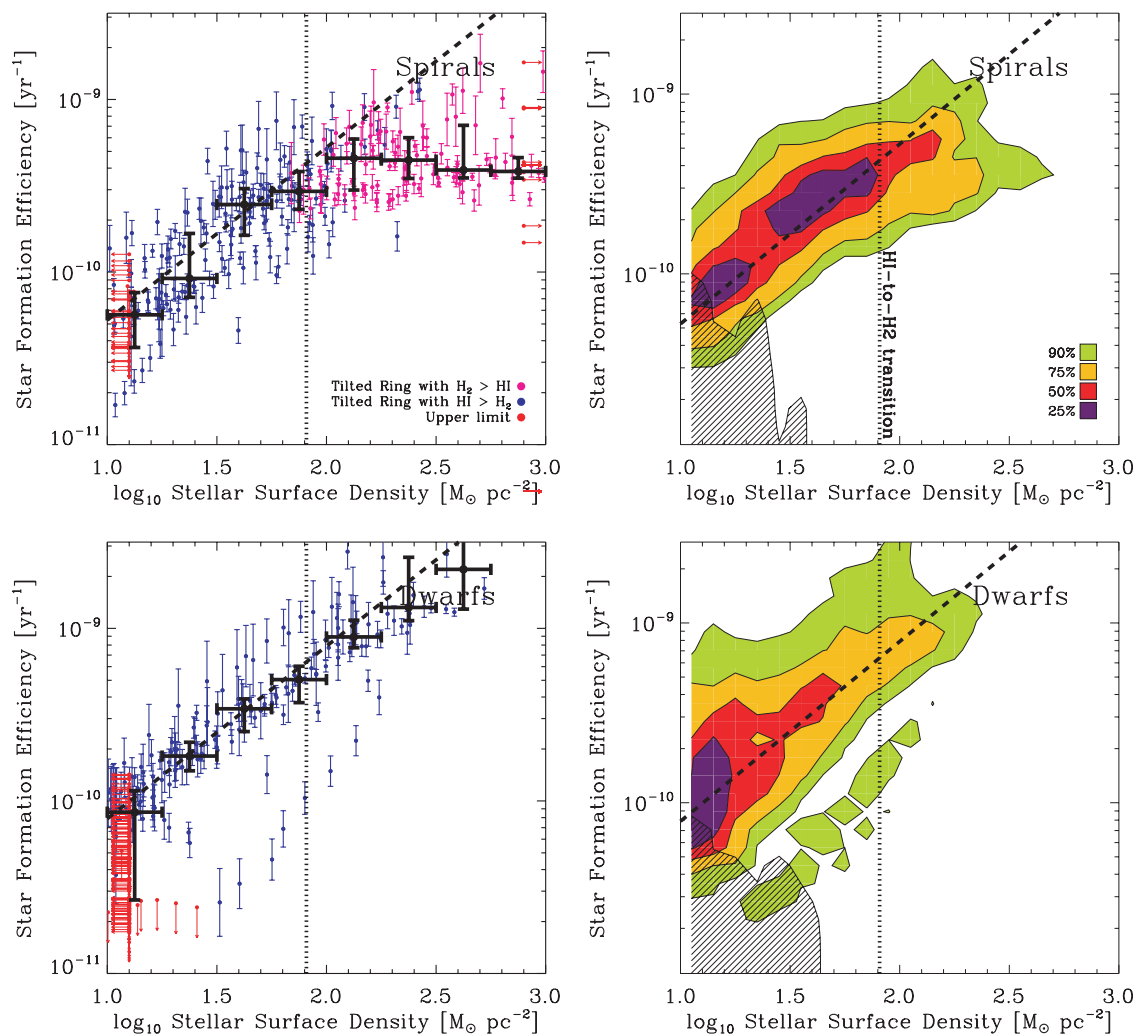 Star Formation Efficiency [yr⁻¹]
10⁻⁹
10⁻¹⁰
10⁻¹¹
Spirals
Tilted Ring with H₂ > HI
Tilted Ring with HI > H₂
Upper limit
1.0 1.5 2.0 2.5 3.0
log₁₀ Stellar Surface Density [M⊙ pc⁻²]
Star Formation Efficiency [yr⁻¹]
10⁻⁹
10⁻¹⁰
Spirals
HI-to-H2 transition
90%
75%
50%
25%
1.0 1.5 2.0 2.5 3.0
log₁₀ Stellar Surface Density [M⊙ pc⁻²]
Star Formation Efficiency [yr⁻¹]
10⁻⁹
10⁻¹⁰
10⁻¹¹
Dwarfs
1.0 1.5 2.0 2.5 3.0
log₁₀ Stellar Surface Density [M⊙ pc⁻²]
Star Formation Efficiency [yr⁻¹]
10⁻⁹
10⁻¹⁰
Dwarfs
1.0 1.5 2.0 2.5 3.0
log₁₀ Stellar Surface Density [M⊙ pc⁻²]